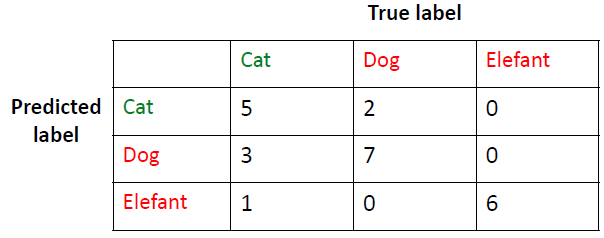 True label
Cat Dog Elefant
Predicted label
Cat 5 2 0
Dog 3 7 0
Elefant 1 0 6